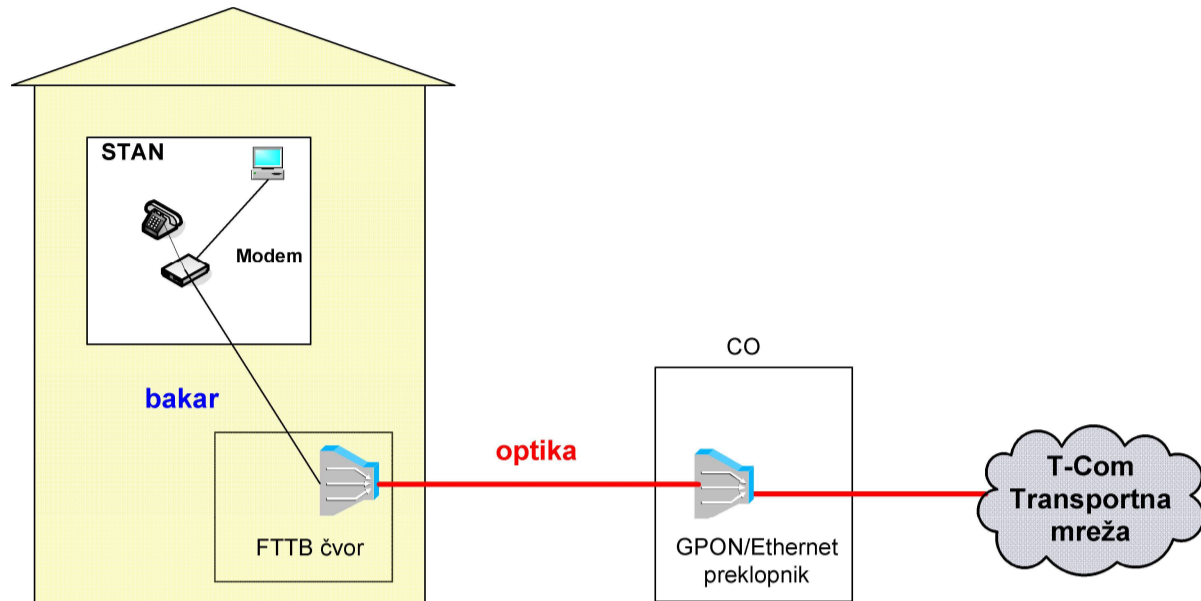 STAN
Modem
bakar
FTTB čvor
optika
CO
GPON/Ethernet
preklopnik
T-Com
Transportna
mreža